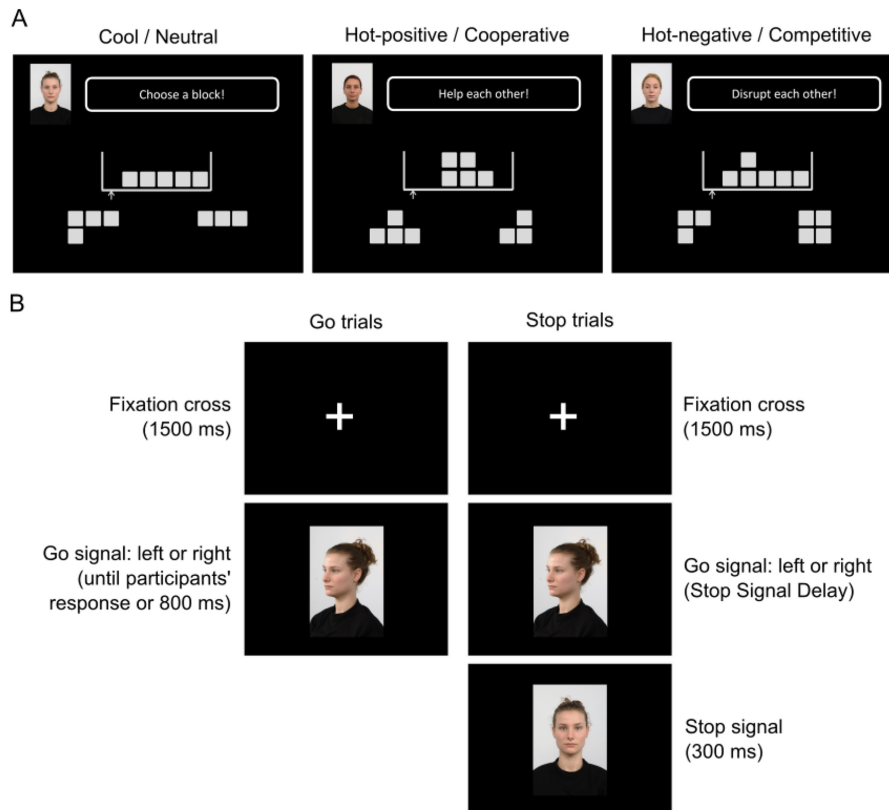 A
Cool / Neutral
Hot-positive / Cooperative
Hot-negative / Competitive
Choose a block!
Help each other!
Disrupt each other!
B
Go trials
Stop trials
Fixation cross
(1500 ms)
Fixation cross
(1500 ms)
Go signal: left or right
(until participants'
response or 800 ms)
Go signal: left or right
(Stop Signal Delay)
Stop signal
(300 ms)